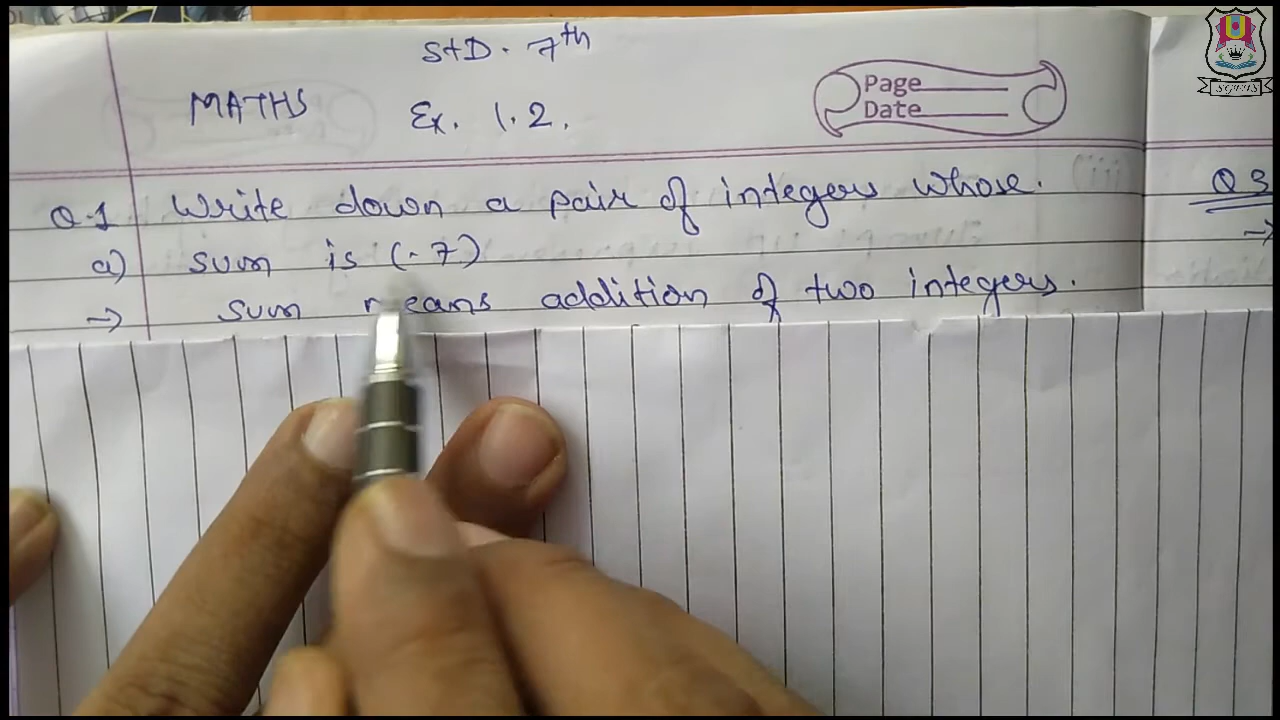 StD. 7th
MATHS
Ex. 1.2.
Page
Date
Q.1 Write down a pair of integers whose.
a) sum is (-7)
→ sum means addition of two integers.
Q 3
→